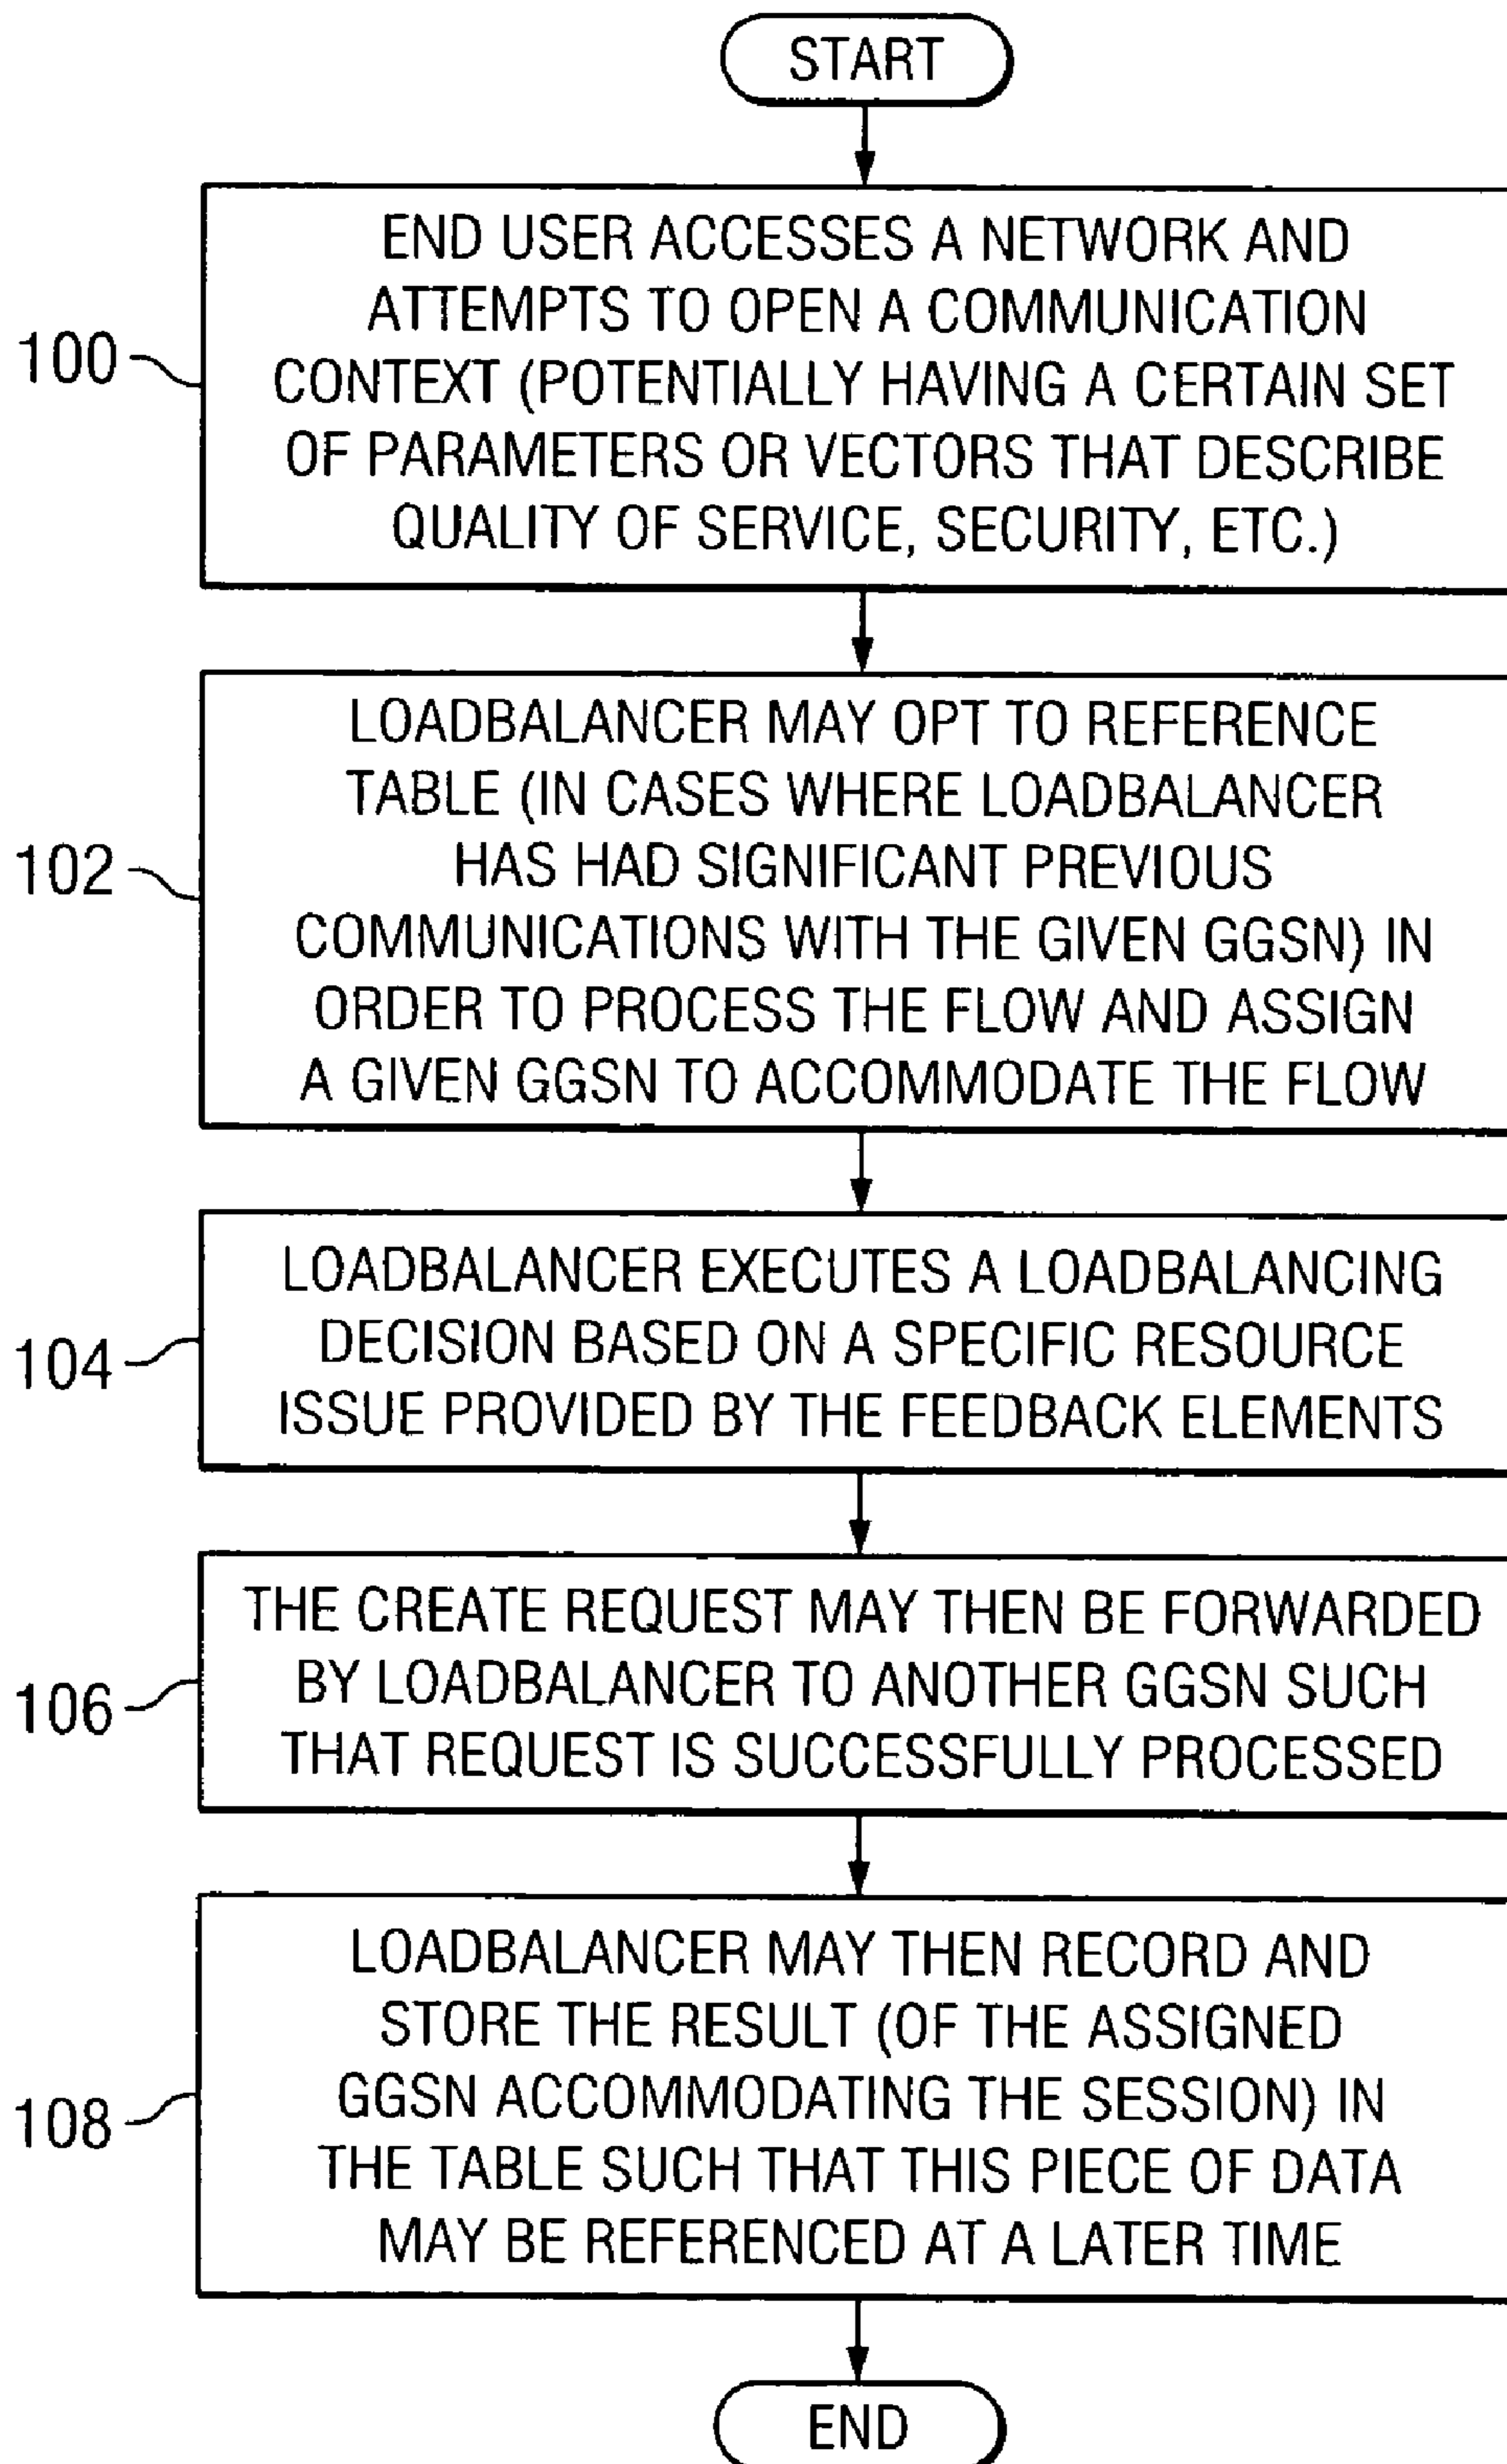 START
END USER ACCESSES A NETWORK AND
ATTEMPTS TO OPEN A COMMUNICATION
CONTEXT (POTENTIALLY HAVING A CERTAIN SET
OF PARAMETERS OR VECTORS THAT DESCRIBE
QUALITY OF SERVICE, SECURITY, ETC.)
100
LOADBALANCER MAY OPT TO REFERENCE
TABLE (IN CASES WHERE LOADBALANCER
HAS HAD SIGNIFICANT PREVIOUS
COMMUNICATIONS WITH THE GIVEN GGSN) IN
ORDER TO PROCESS THE FLOW AND ASSIGN
A GIVEN GGSN TO ACCOMMODATE THE FLOW
102
LOADBALANCER EXECUTES A LOADBALANCING
DECISION BASED ON A SPECIFIC RESOURCE
ISSUE PROVIDED BY THE FEEDBACK ELEMENTS
104
THE CREATE REQUEST MAY THEN BE FORWARDED
BY LOADBALANCER TO ANOTHER GGSN SUCH
THAT REQUEST IS SUCCESSFULLY PROCESSED
106
LOADBALANCER MAY THEN RECORD AND
STORE THE RESULT (OF THE ASSIGNED
GGSN ACCOMMODATING THE SESSION) IN
THE TABLE SUCH THAT THIS PIECE OF DATA
MAY BE REFERENCED AT A LATER TIME
108
END